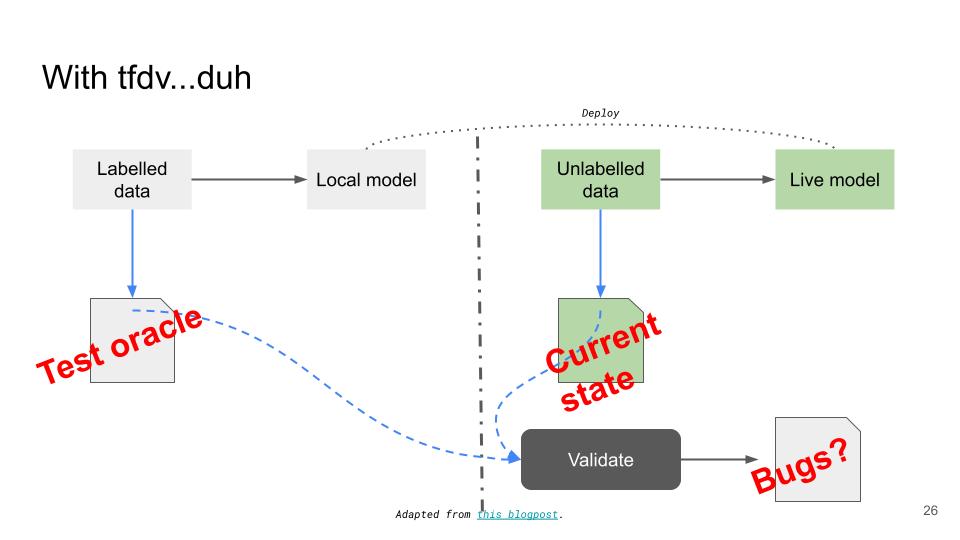 With tfdv...duh
Deploy
Labelled
data
Local model
Unlabelled
data
Live model
Test oracle
Current
state
Validate
Bugs?
Adapted from this blogpost.
26